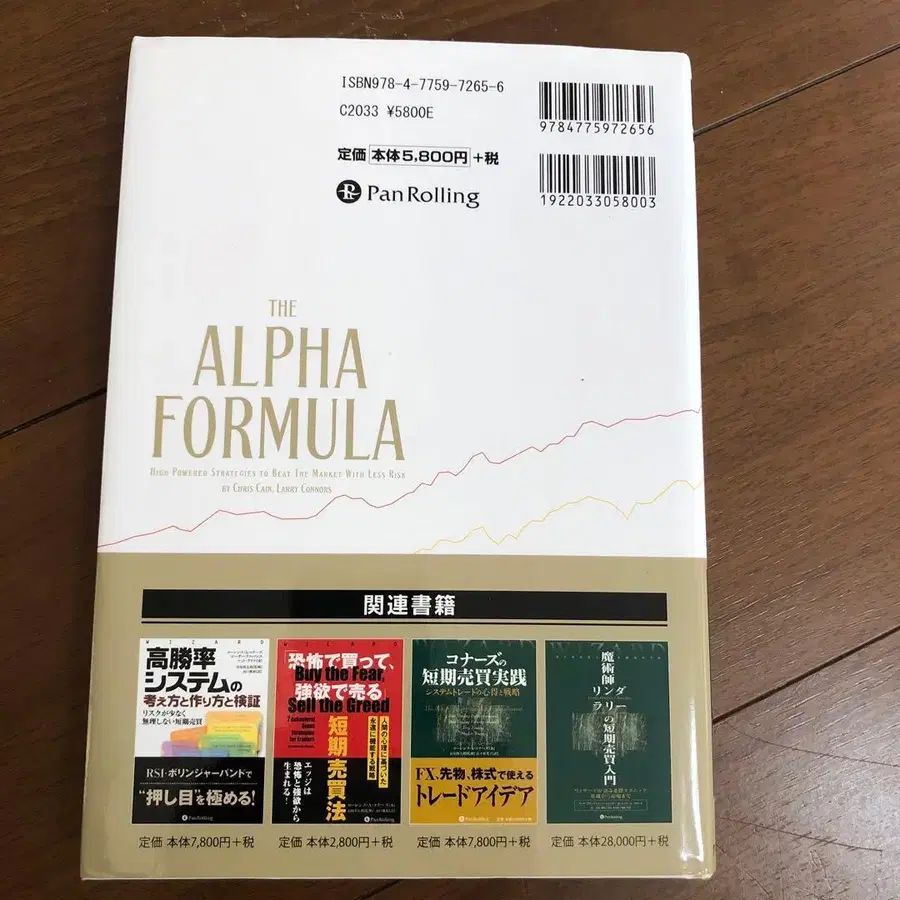 ISBN978-4-7759-7265-6
C2033 ¥5800E
9784775972656
定価 本体5,800円 +税
1922033058003
PanRolling
THE
ALPHA
FORMULA
HIGH POWERED STRATEGIES TO BEAT THE MARKET WITH LESS RISK
BY CHRIS CAIN, LARRY CONNORS
関連書籍
WIZARD
高勝率
システムの
考え方と作り方と検証
リスクが少なく
無理しない短期売買
RSI・ボリンジャーバンドで
“押し目”を極める!
PanRolling
定価 本体7,800円+税
WIZARD
「恐怖で買って、
Buy the Fear,
強欲で売る」
Sell the Greed
7 Behavioral
Quant
Strategies
for Traders
短期売買法
人間の心理に基づいた
永遠に機能する戦略
エッジは
恐怖と強欲から
生まれる!
PanRolling
定価 本体2,800円+税
コナーズの
短期売買実践
システムトレードの心得と戦略
FX、先物、株式で使える
トレードアイデア
PanRolling
定価 本体7,800円+税
魔術師
リンダ
ラリーの短期売買入門
PanRolling
定価 本体28,000円+税